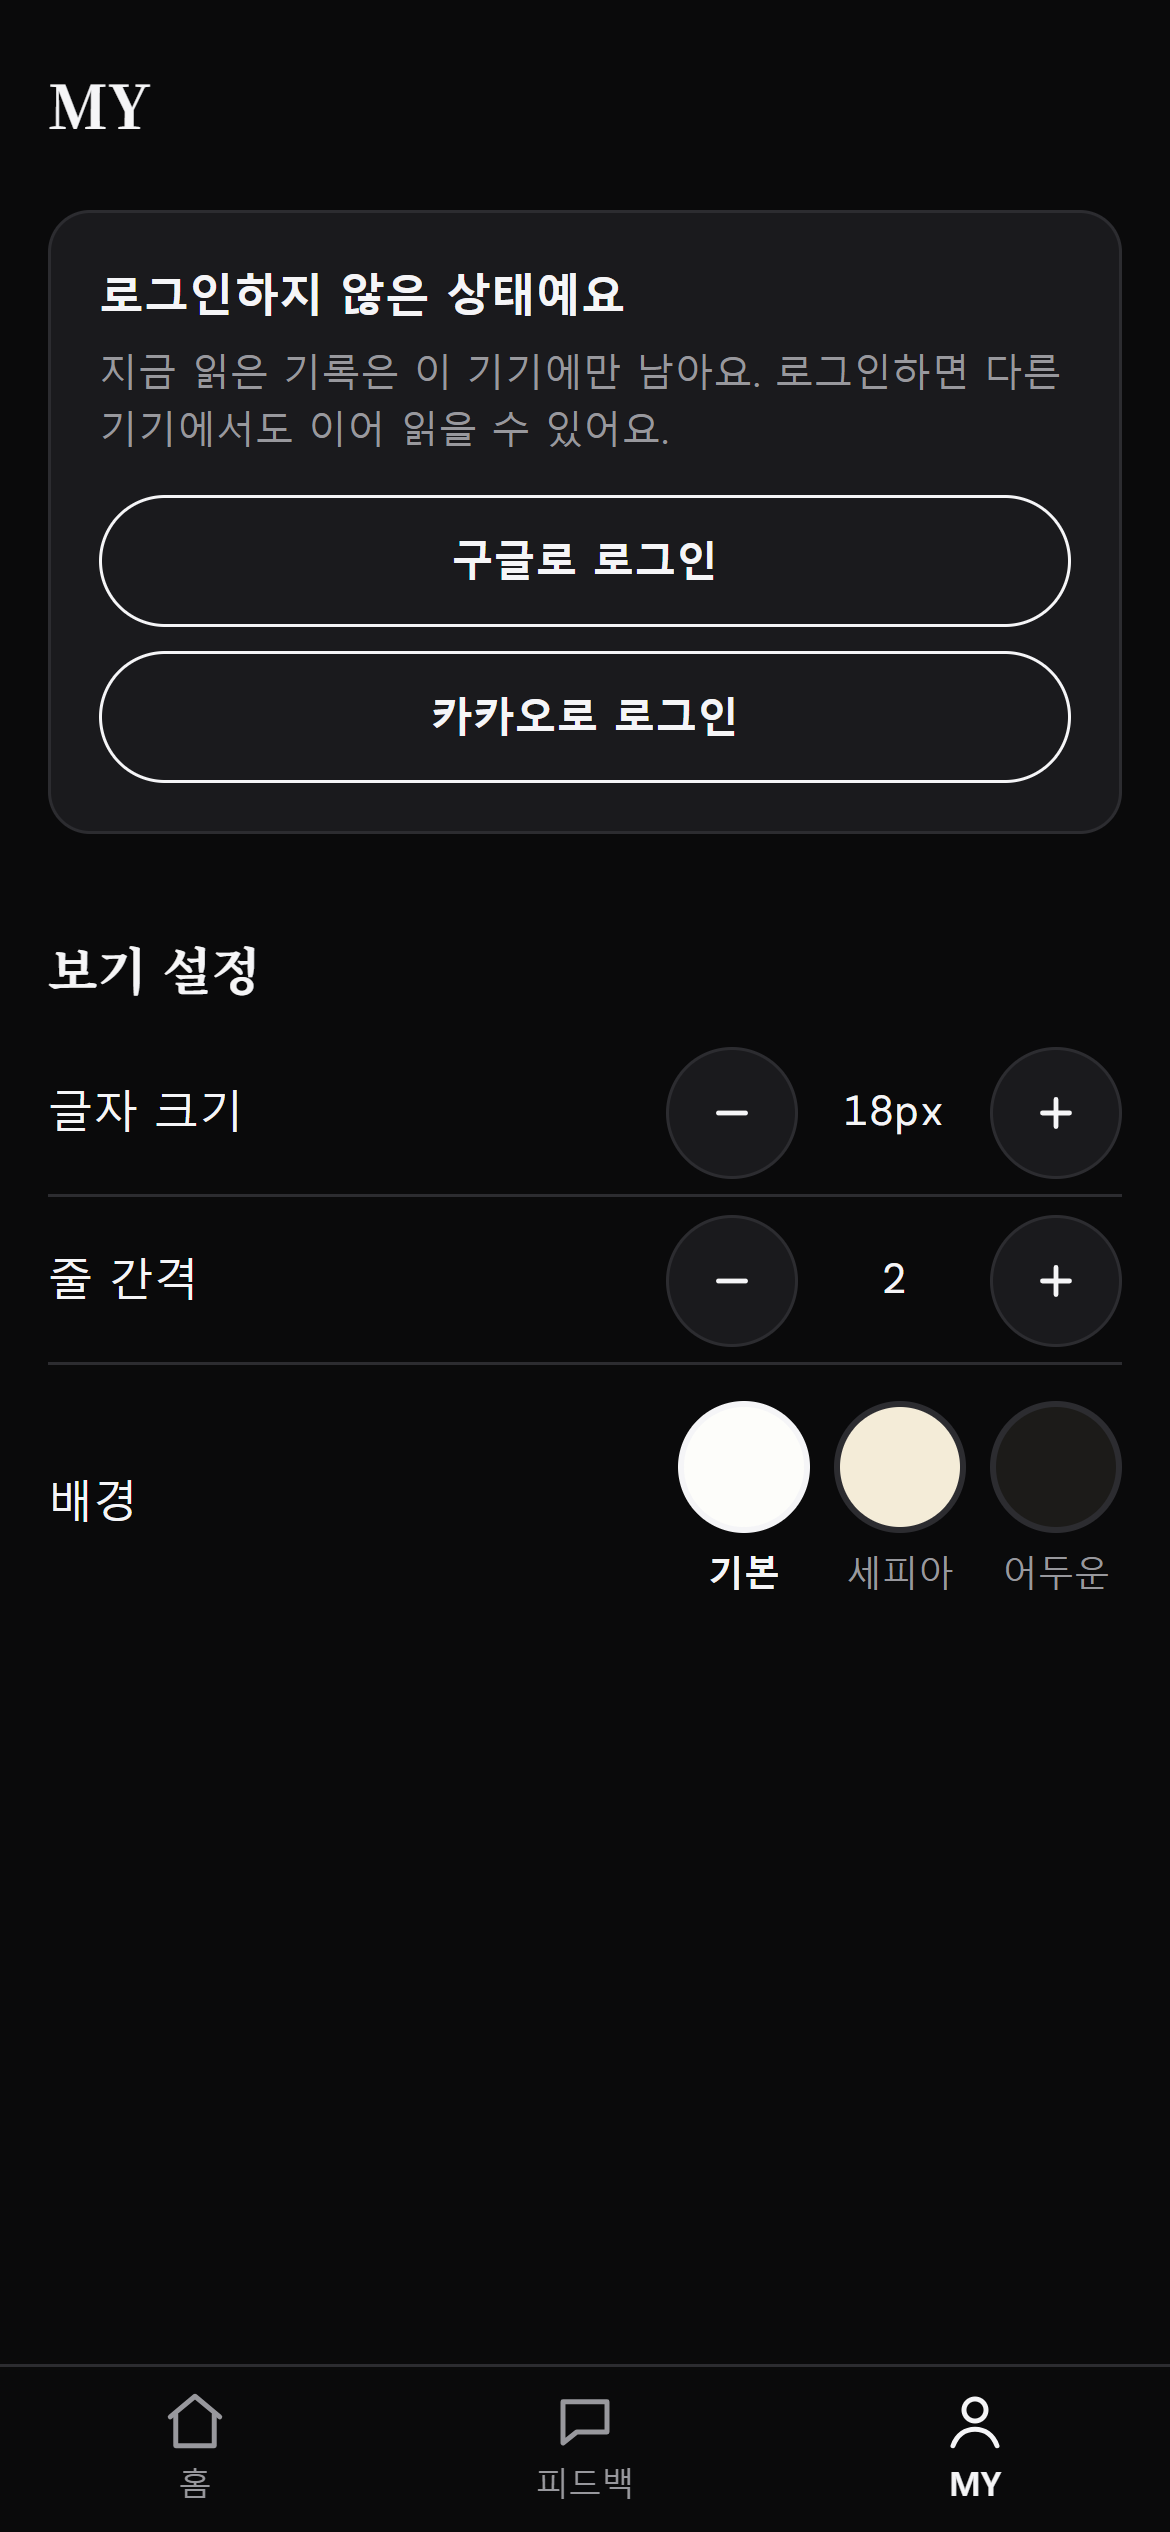 MY
로그인하지 않은 상태예요
지금 읽은 기록은 이 기기에만 남아요. 로그인하면 다른
기기에서도 이어 읽을 수 있어요.
구글로 로그인
카카오로 로그인
보기 설정
글자 크기
− 18px +
줄 간격
− 2 +
배경
기본 세피아 어두운
홈 피드백 MY